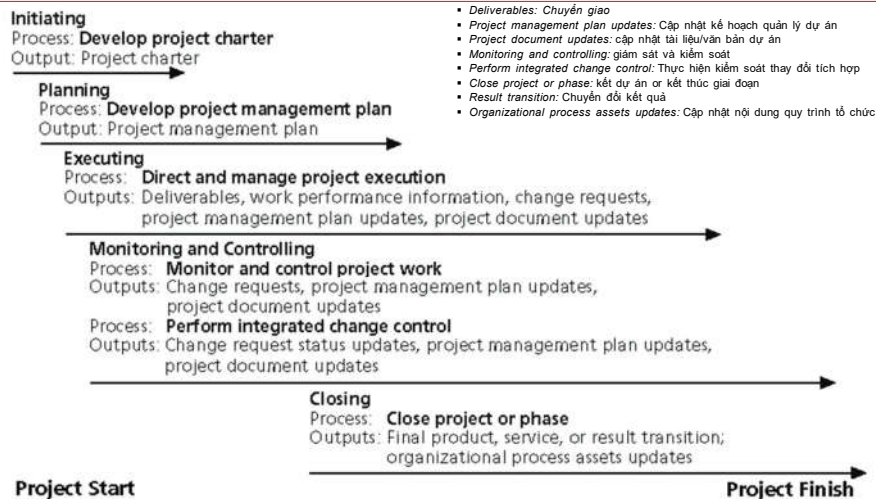 Initiating
Process: Develop project charter
Output: Project charter
Planning
Process: Develop project management plan
Output: Project management plan
Executing
Process: Direct and manage project execution
Outputs: Deliverables, work performance information, change requests,
project management plan updates, project document updates
Monitoring and Controlling
Process: Monitor and control project work
Outputs: Change requests, project management plan updates,
project document updates
Process: Perform integrated change control
Outputs: Change request status updates, project management plan updates,
project document updates
Closing
Process: Close project or phase
Outputs: Final product, service, or result transition;
organizational process assets updates
Project Start
Project Finish
▪ Deliverables: Chuyển giao
▪ Project management plan updates: Cập nhật kế hoạch quản lý dự án
▪ Project document updates: cập nhật tài liệu/văn bản dự án
▪ Monitoring and controlling: giám sát và kiểm soát
▪ Perform integrated change control: Thực hiện kiểm soát thay đổi tích hợp
▪ Close project or phase: kết dự án or kết thúc giai đoạn
▪ Result transition: Chuyển đổi kết quả
▪ Organizational process assets updates: Cập nhật nội dung quy trình tổ chức